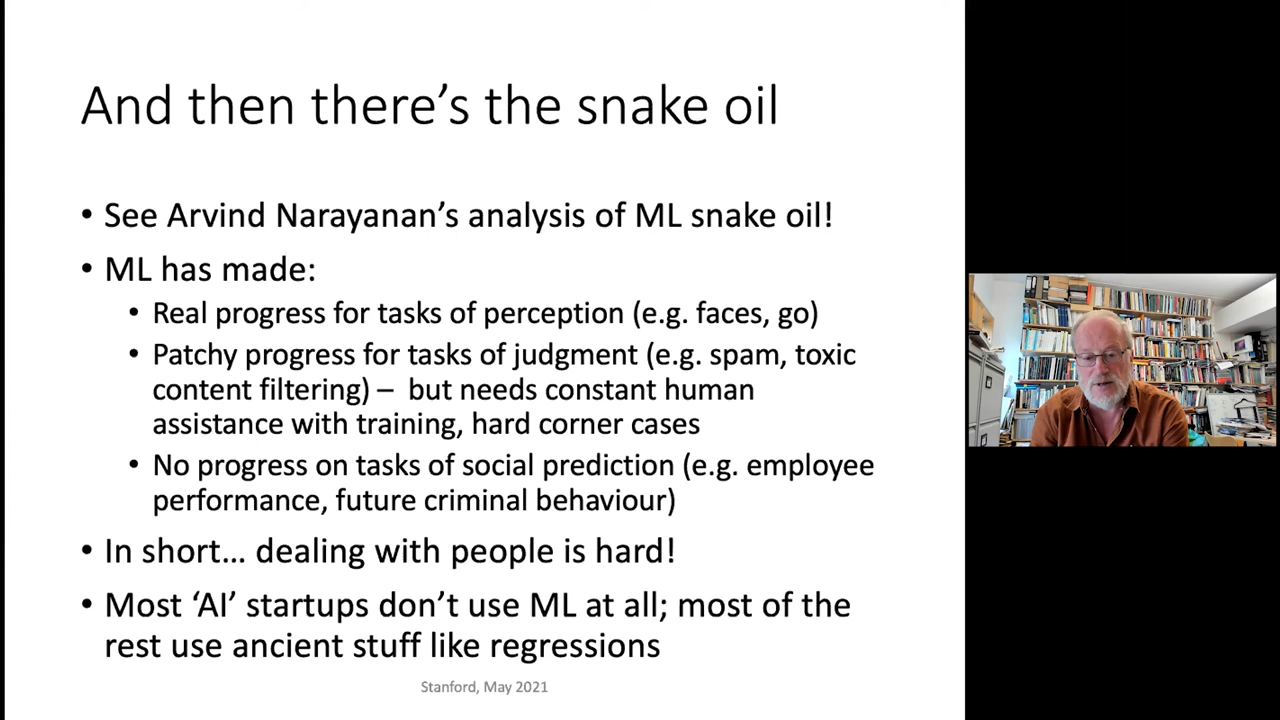 And then there's the snake oil
• See Arvind Narayanan's analysis of ML snake oil!
• ML has made:
• Real progress for tasks of perception (e.g. faces, go)
• Patchy progress for tasks of judgment (e.g. spam, toxic
content filtering) – but needs constant human
assistance with training, hard corner cases
• No progress on tasks of social prediction (e.g. employee
performance, future criminal behaviour)
• In short... dealing with people is hard!
• Most 'AI' startups don't use ML at all; most of the
rest use ancient stuff like regressions
Stanford, May 2021